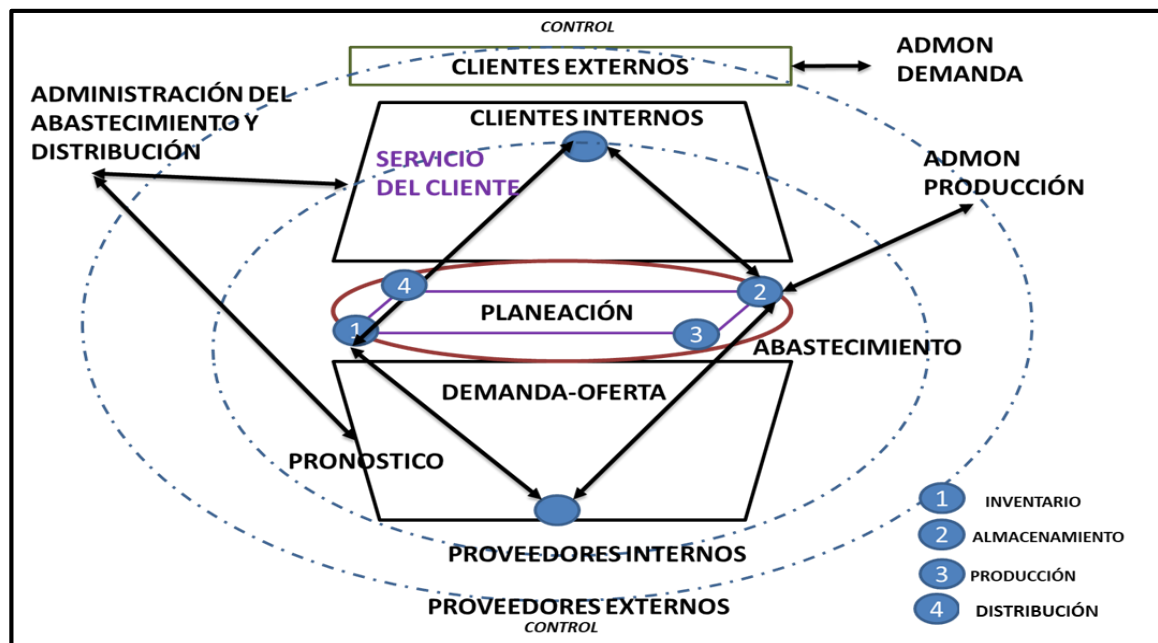 CONTROL
CLIENTES EXTERNOS
ADMON
DEMANDA
ADMINISTRACIÓN DEL
ABASTECIMIENTO Y
DISTRIBUCIÓN
CLIENTES INTERNOS
SERVICIO
DEL CLIENTE
ADMON
PRODUCCIÓN
4
2
PLANEACIÓN
1
3
ABASTECIMIENTO
DEMANDA-OFERTA
PRONOSTICO
PROVEEDORES INTERNOS
PROVEEDORES EXTERNOS
CONTROL
1 INVENTARIO
2 ALMACENAMIENTO
3 PRODUCCIÓN
4 DISTRIBUCIÓN